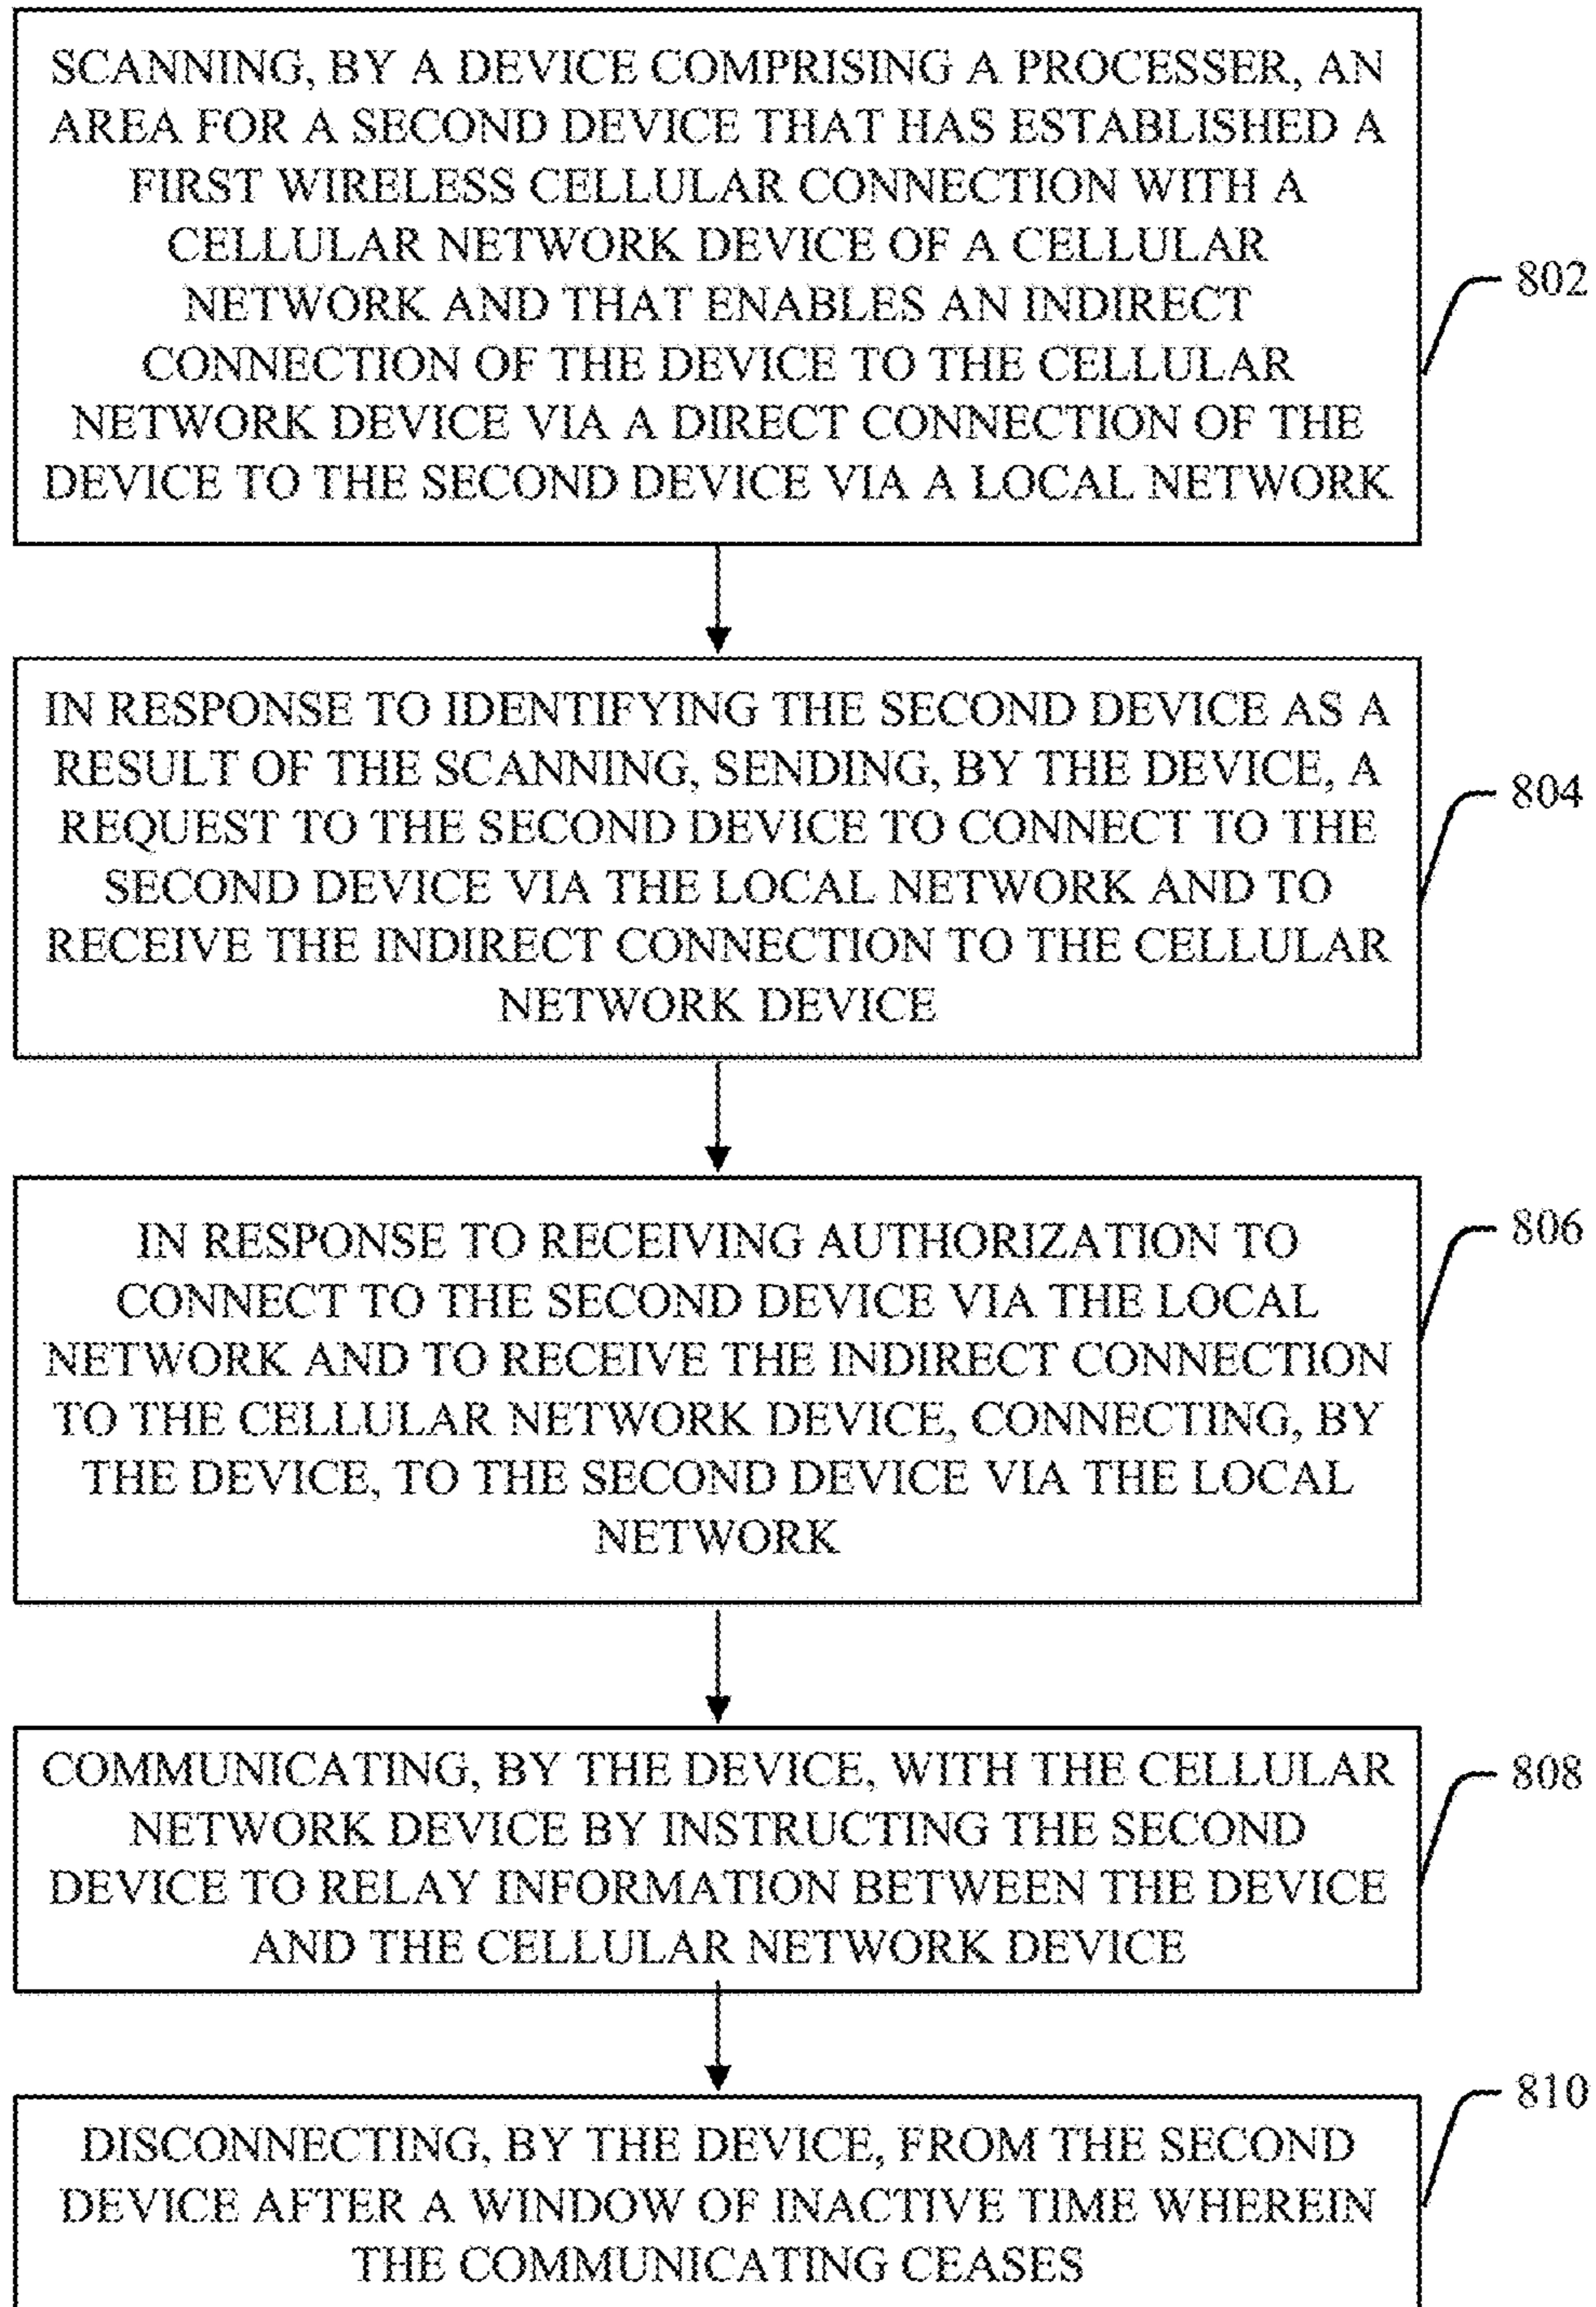 SCANNING, BY A DEVICE COMPRISING A PROCESSER, AN
AREA FOR A SECOND DEVICE THAT HAS ESTABLISHED A
FIRST WIRELESS CELLULAR CONNECTION WITH A
CELLULAR NETWORK DEVICE OF A CELLULAR
NETWORK AND THAT ENABLES AN INDIRECT
CONNECTION OF THE DEVICE TO THE CELLULAR
NETWORK DEVICE VIA A DIRECT CONNECTION OF THE
DEVICE TO THE SECOND DEVICE VIA A LOCAL NETWORK
802
IN RESPONSE TO IDENTIFYING THE SECOND DEVICE AS A
RESULT OF THE SCANNING, SENDING, BY THE DEVICE, A
REQUEST TO THE SECOND DEVICE TO CONNECT TO THE
SECOND DEVICE VIA THE LOCAL NETWORK AND TO
RECEIVE THE INDIRECT CONNECTION TO THE CELLULAR
NETWORK DEVICE
804
IN RESPONSE TO RECEIVING AUTHORIZATION TO
CONNECT TO THE SECOND DEVICE VIA THE LOCAL
NETWORK AND TO RECEIVE THE INDIRECT CONNECTION
TO THE CELLULAR NETWORK DEVICE, CONNECTING, BY
THE DEVICE, TO THE SECOND DEVICE VIA THE LOCAL
NETWORK
806
COMMUNICATING, BY THE DEVICE, WITH THE CELLULAR
NETWORK DEVICE BY INSTRUCTING THE SECOND
DEVICE TO RELAY INFORMATION BETWEEN THE DEVICE
AND THE CELLULAR NETWORK DEVICE
808
DISCONNECTING, BY THE DEVICE, FROM THE SECOND
DEVICE AFTER A WINDOW OF INACTIVE TIME WHEREIN
THE COMMUNICATING CEASES
810